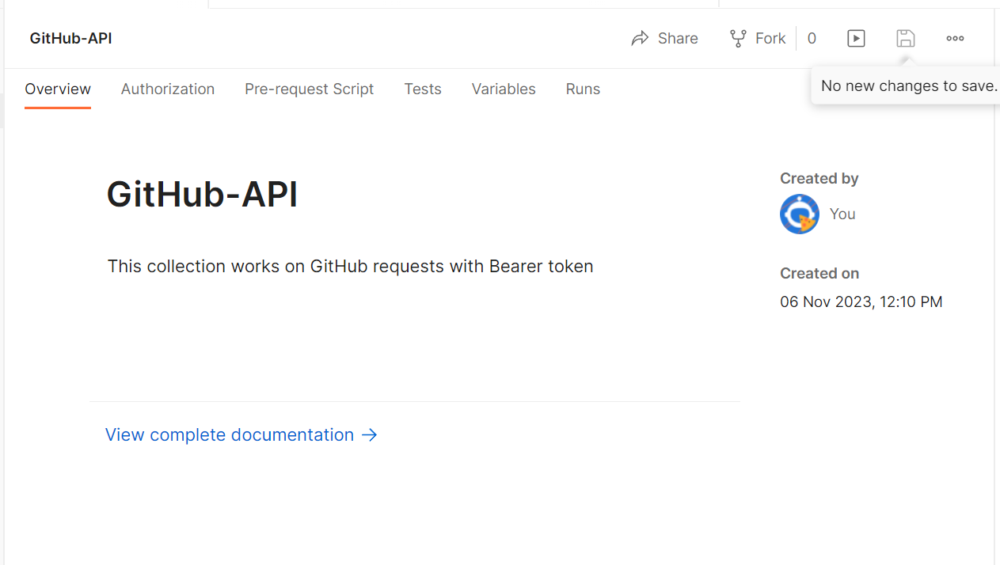 GitHub-API Share Fork 0
Overview Authorization Pre-request Script Tests Variables Runs
No new changes to save.
GitHub-API
This collection works on GitHub requests with Bearer token
View complete documentation →
Created by
You
Created on
06 Nov 2023, 12:10 PM